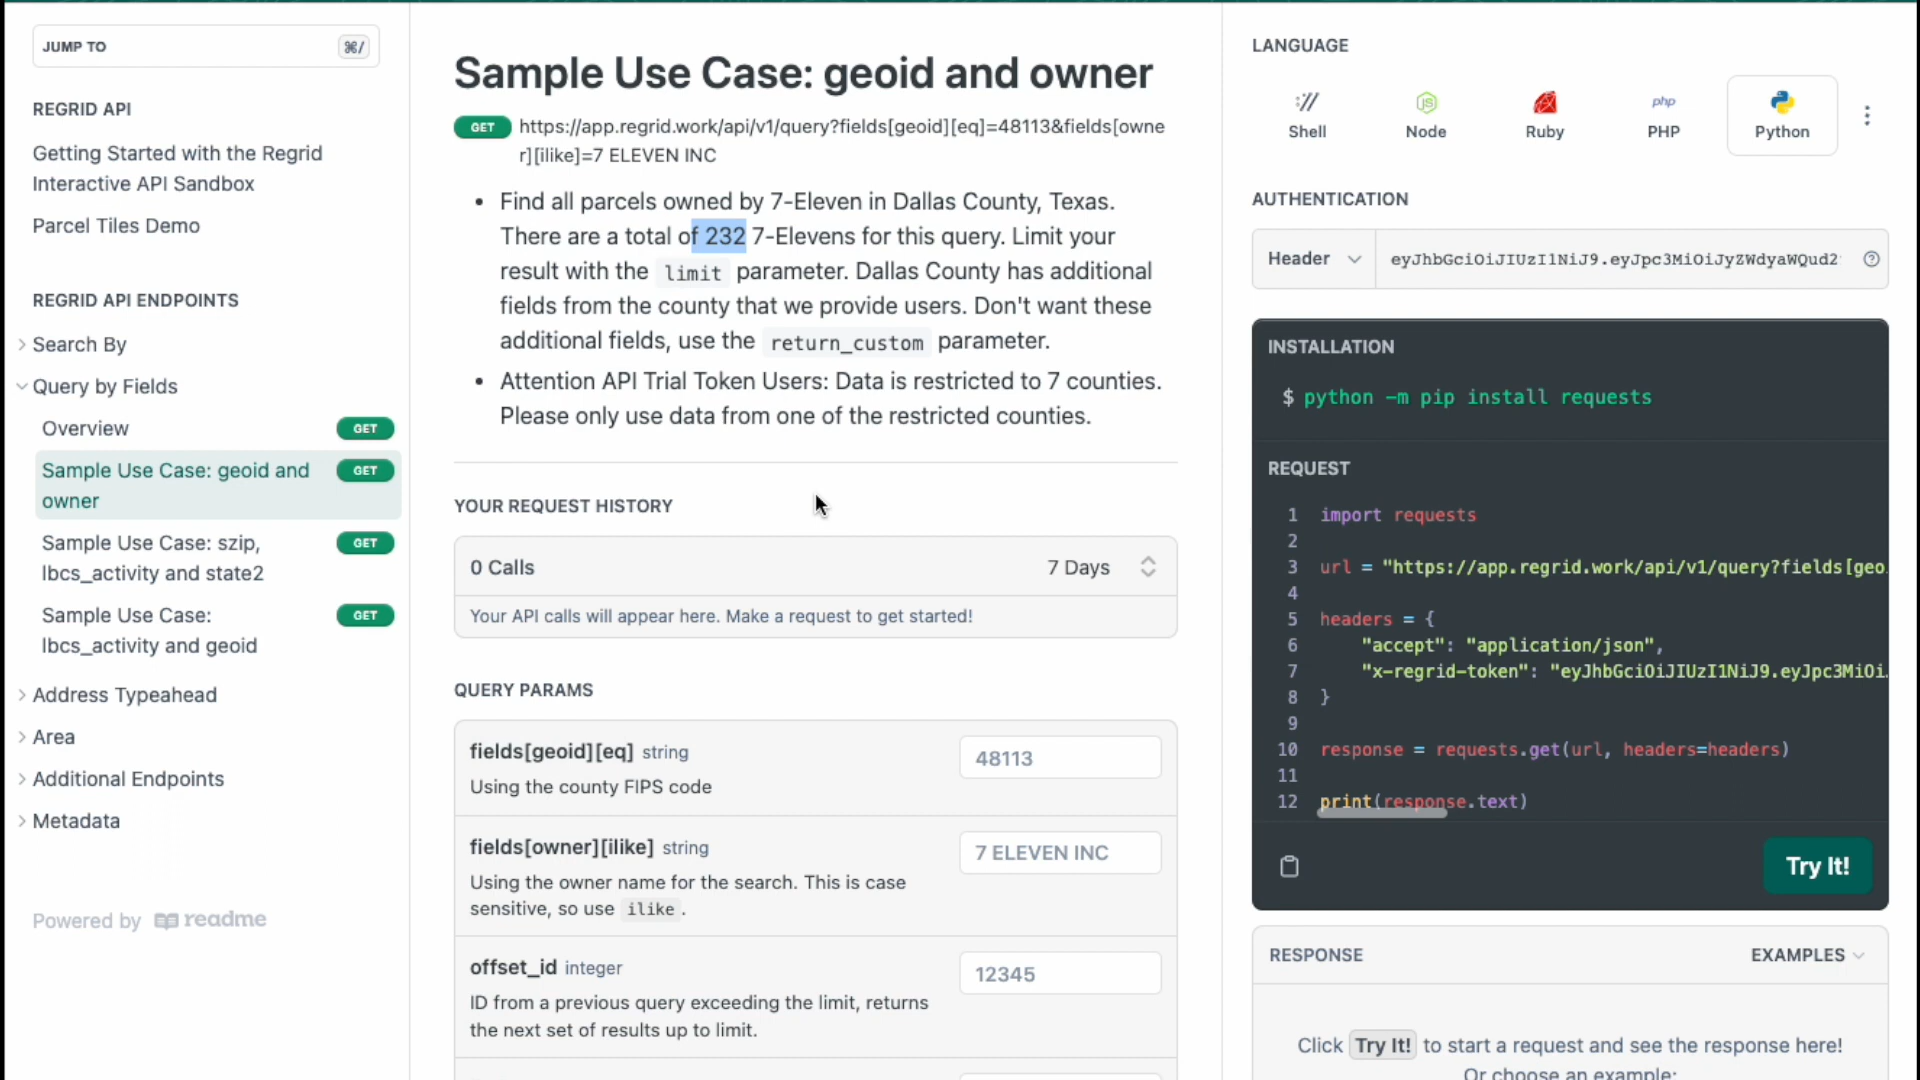 JUMP TO
⌘/
REGRID API
Getting Started with the Regrid
Interactive API Sandbox
Parcel Tiles Demo
REGRID API ENDPOINTS
Search By
Query by Fields
Overview GET
Sample Use Case: geoid and GET
owner
Sample Use Case: szip, GET
lbcs_activity and state2
Sample Use Case: GET
lbcs_activity and geoid
Address Typeahead
Area
Additional Endpoints
Metadata
Powered by readme
Sample Use Case: geoid and owner
GET https://app.regrid.work/api/v1/query?fields[geoid][eq]=48113&fields[owne
r][ilike]=7 ELEVEN INC
• Find all parcels owned by 7-Eleven in Dallas County, Texas.
There are a total of 232 7-Elevens for this query. Limit your
result with the limit parameter. Dallas County has additional
fields from the county that we provide users. Don't want these
additional fields, use the return_custom parameter.
• Attention API Trial Token Users: Data is restricted to 7 counties.
Please only use data from one of the restricted counties.
YOUR REQUEST HISTORY
0 Calls 7 Days
Your API calls will appear here. Make a request to get started!
QUERY PARAMS
fields[geoid][eq] string 48113
Using the county FIPS code
fields[owner][ilike] string 7 ELEVEN INC
Using the owner name for the search. This is case
sensitive, so use ilike.
offset_id integer 12345
ID from a previous query exceeding the limit, returns
the next set of results up to limit.
LANGUAGE
Shell
Node
Ruby
php
PHP
Python
AUTHENTICATION
Header eyJhbGciOiJIUzI1NiJ9.eyJpc3MiOiJyZWdyaWQud2
INSTALLATION
$ python -m pip install requests
REQUEST
1 import requests
2
3 url = "https://app.regrid.work/api/v1/query?fields[geo
4
5 headers = {
6 "accept": "application/json",
7 "x-regrid-token": "eyJhbGciOiJIUzI1NiJ9.eyJpc3MiOi
8 }
9
10 response = requests.get(url, headers=headers)
11
12 print(response.text)
Try It!
RESPONSE EXAMPLES
Click Try It! to start a request and see the response here!
Or choose an example: